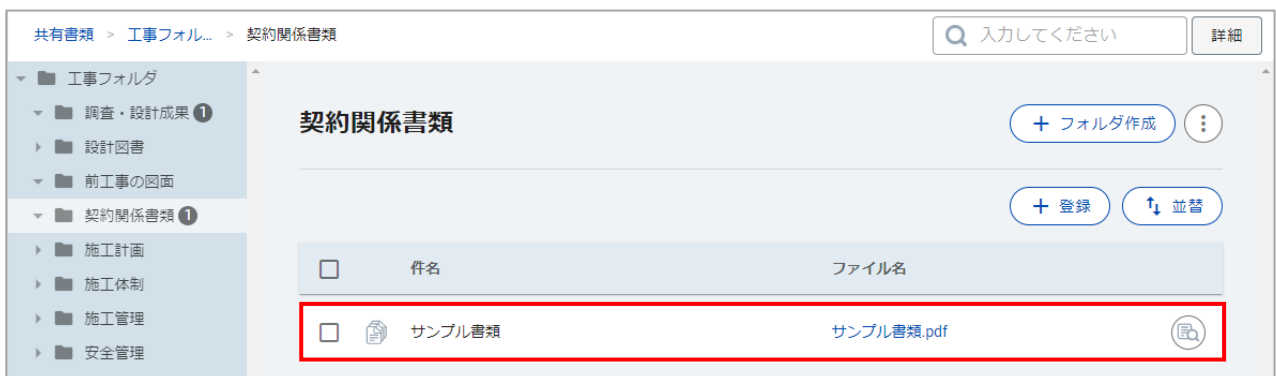 共有書類 > 工事フォル... > 契約関係書類
入力してください
詳細
工事フォルダ
調査・設計成果 1
設計図書
前工事の図面
契約関係書類 1
施工計画
施工体制
施工管理
安全管理
契約関係書類
+ フォルダ作成
+ 登録
並替
件名 ファイル名
サンプル書類 サンプル書類.pdf